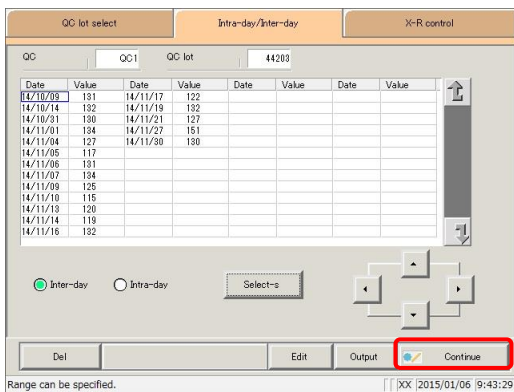 QC lot select Intra-day/Inter-day X-R control
QC QC1 QC lot 44203
Date Value Date Value Date Value Date Value
14/10/09 131 14/11/17 122
14/10/14 132 14/11/19 132
14/10/31 130 14/11/21 127
14/11/01 134 14/11/27 151
14/11/04 127 14/11/30 130
14/11/05 117
14/11/06 131
14/11/07 134
14/11/09 125
14/11/10 115
14/11/13 120
14/11/14 119
14/11/16 132
Inter-day Intra-day Select-s
Del Edit Output Continue
Range can be specified. XX 2015/01/06 9:43:29